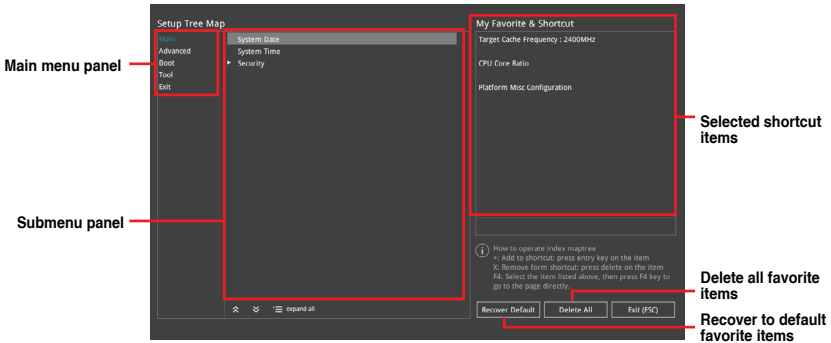 Setup Tree Map
My Favorite & Shortcut
Main
Advanced
Boot
Tool
Exit
System Date
System Time
Security
Target Cache Frequency : 2400MHz
CPU Core Ratio
Platform Misc Configuration
Main menu panel
Submenu panel
Selected shortcut
items
How to operate index maptree
+: Add to shortcut: press entry key on the item
X: Remove form shortcut: press delete on the item
F4: Select the item listed above, then press F4 key to
go to the page directly.
expand all
Recover Default
Delete All
Exit (ESC)
Delete all favorite
items
Recover to default
favorite items